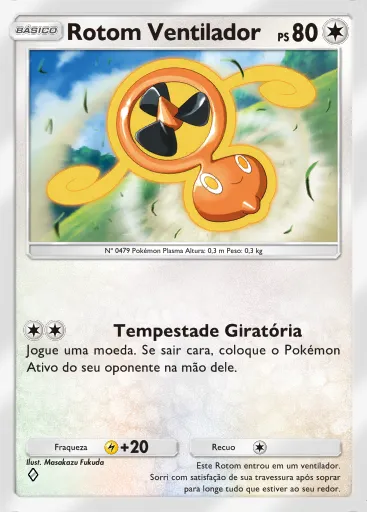 BÁSICO
Rotom Ventilador PS 80
Nº 0479 Pokémon Plasma Altura: 0,3 m Peso: 0,3 kg
Tempestade Giratória
Jogue uma moeda. Se sair cara, coloque o Pokémon
Ativo do seu oponente na mão dele.
Fraqueza +20 Recuo
Ilust. Masakazu Fukuda
Este Rotom entrou em um ventilador.
Sorri com satisfação de sua travessura após soprar
para longe tudo que estiver ao seu redor.